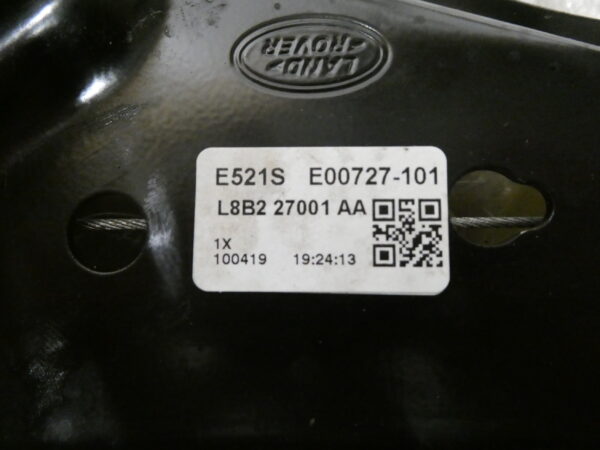 LAND
ROVER
E521S E00727-101
L8B2 27001 AA
1X
100419 19:24:13